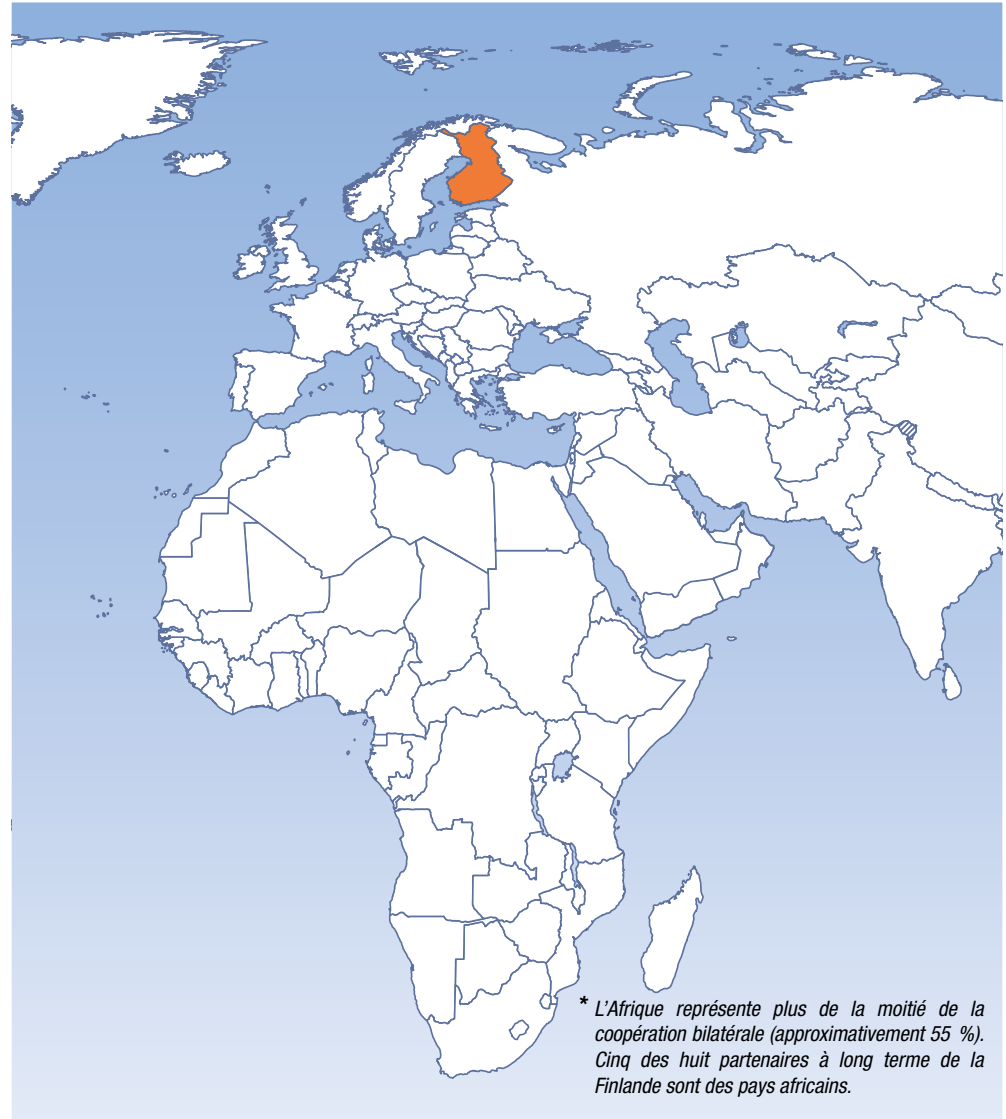 * L'Afrique représente plus de la moitié de la
coopération bilatérale (approximativement 55 %).
Cinq des huit partenaires à long terme de la
Finlande sont des pays africains.